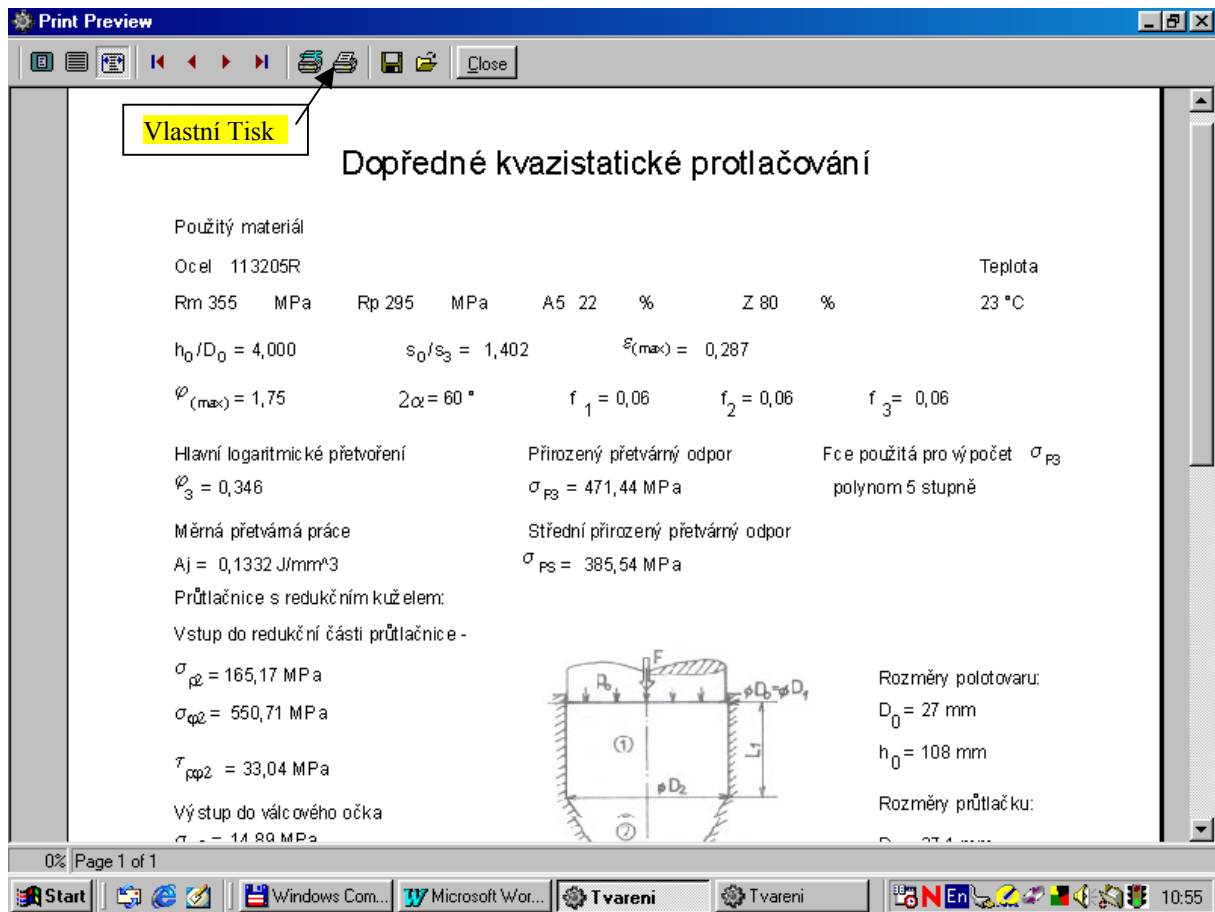 Print Preview
Close
Vlastní Tisk
Dopředné kvazistatické protlačování
Použitý materiál
Ocel 113205R Teplota
Rm 355 MPa Rp 295 MPa A5 22 % Z 80 % 23 °C
h0/D0 = 4,000 s0/s3 = 1,402 ε(max) = 0,287
φ(max) = 1,75 2α = 60 ° f 1 = 0,06 f2 = 0,06 f 3 = 0,06
Hlavní logaritmické přetvoření Přirozený přetvárný odpor Fce použitá pro výpočet σP3
φ3 = 0,346 σP3 = 471,44 MPa polynom 5 stupně
Měrná přetvárná práce Střední přirozený přetvárný odpor
Aj = 0,1332 J/mm^3 σPS = 385,54 MPa
Průtlačnice s redukčním kuželem:
Vstup do redukční části průtlačnice -
σρ2 = 165,17 MPa
σφ2 = 550,71 MPa
τρφ2 = 33,04 MPa
Výstup do válcového očka
= 14,89 MPa
F
P0
øD0=øD1
①
L1
øD2
②
Rozměry polotovaru:
D0 = 27 mm
h0 = 108 mm
Rozměry průtlačku:
0% Page 1 of 1
Start Windows Com... Microsoft Wor... Tvareni Tvareni N En 10:55